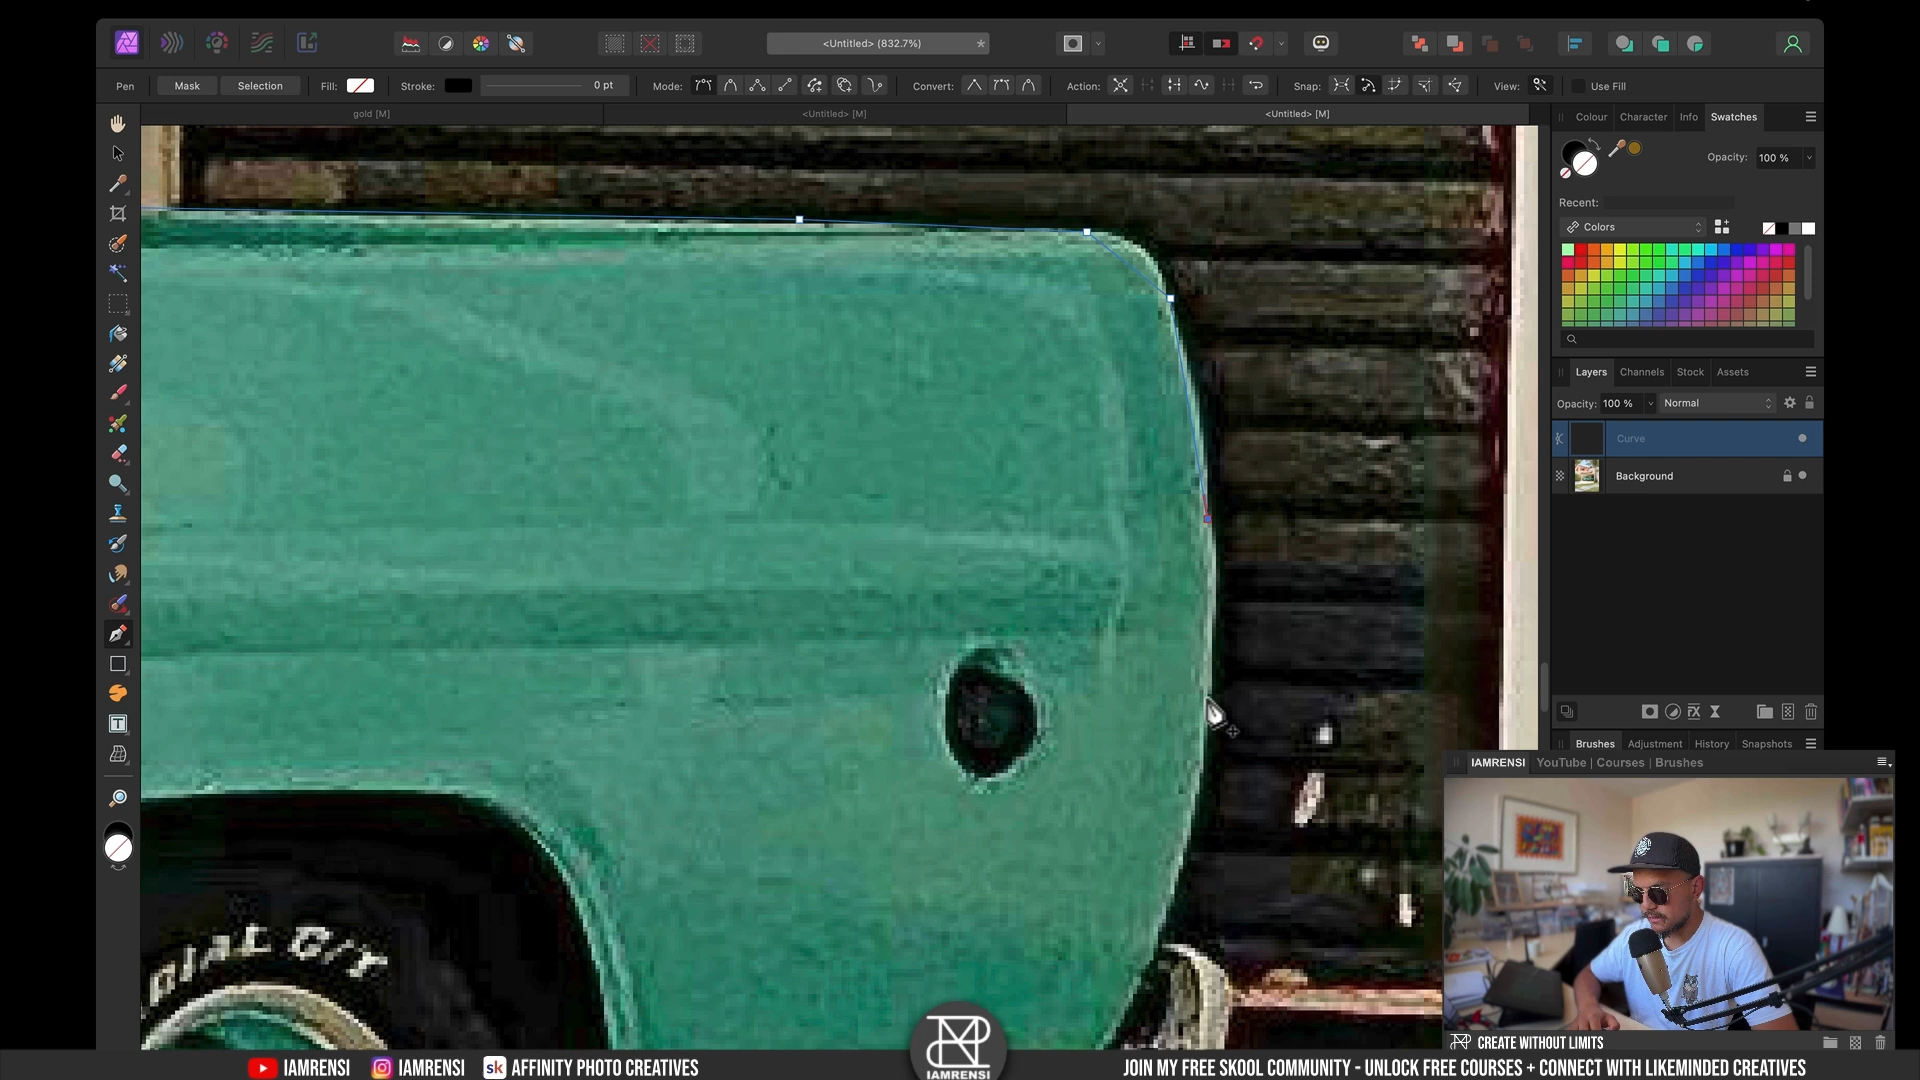 <Untitled> (832.7%)
*
Pen
Mask
Selection
Fill:
Stroke:
0 pt
Mode:
Convert:
Action:
Snap:
View:
Use Fill
gold [M]
<Untitled> [M]
<Untitled> [M]
Colour
Character
Info
Swatches
Opacity:
100 %
Recent:
Colors
Layers
Channels
Stock
Assets
Opacity:
100 %
Normal
Curve
Background
Brushes
Adjustment
History
Snapshots
IAMRENSI
YouTube | Courses | Brushes
CREATE WITHOUT LIMITS
IAMRENSI
IAMRENSI
IAMRENSI
sk
AFFINITY PHOTO CREATIVES
JOIN MY FREE SKOOL COMMUNITY - UNLOCK FREE COURSES + CONNECT WITH LIKEMINDED CREATIVES